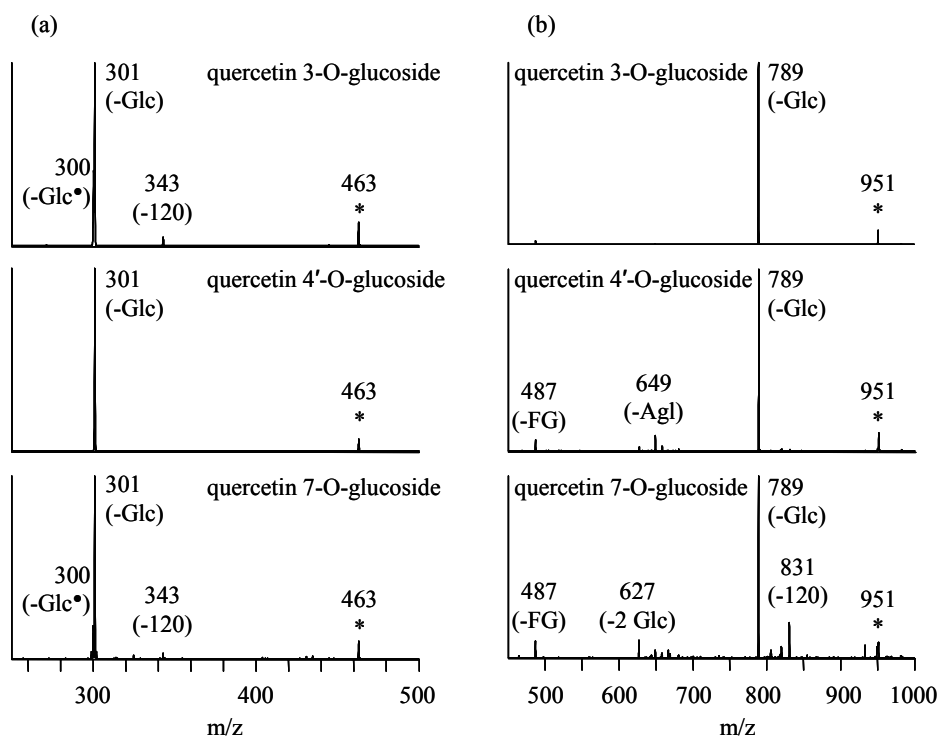 (a)
301
(-Glc)
quercetin 3-O-glucoside
300
(-Glc•)
343
(-120)
463
*
301
(-Glc)
quercetin 4′-O-glucoside
463
*
301
(-Glc)
quercetin 7-O-glucoside
300
(-Glc•)
343
(-120)
463
*
300 400 500
m/z
(b)
quercetin 3-O-glucoside
789
(-Glc)
951
*
quercetin 4′-O-glucoside
789
(-Glc)
487
(-FG)
649
(-Agl)
951
*
quercetin 7-O-glucoside
789
(-Glc)
487
(-FG)
627
(-2 Glc)
831
(-120)
951
*
500 600 700 800 900 1000
m/z